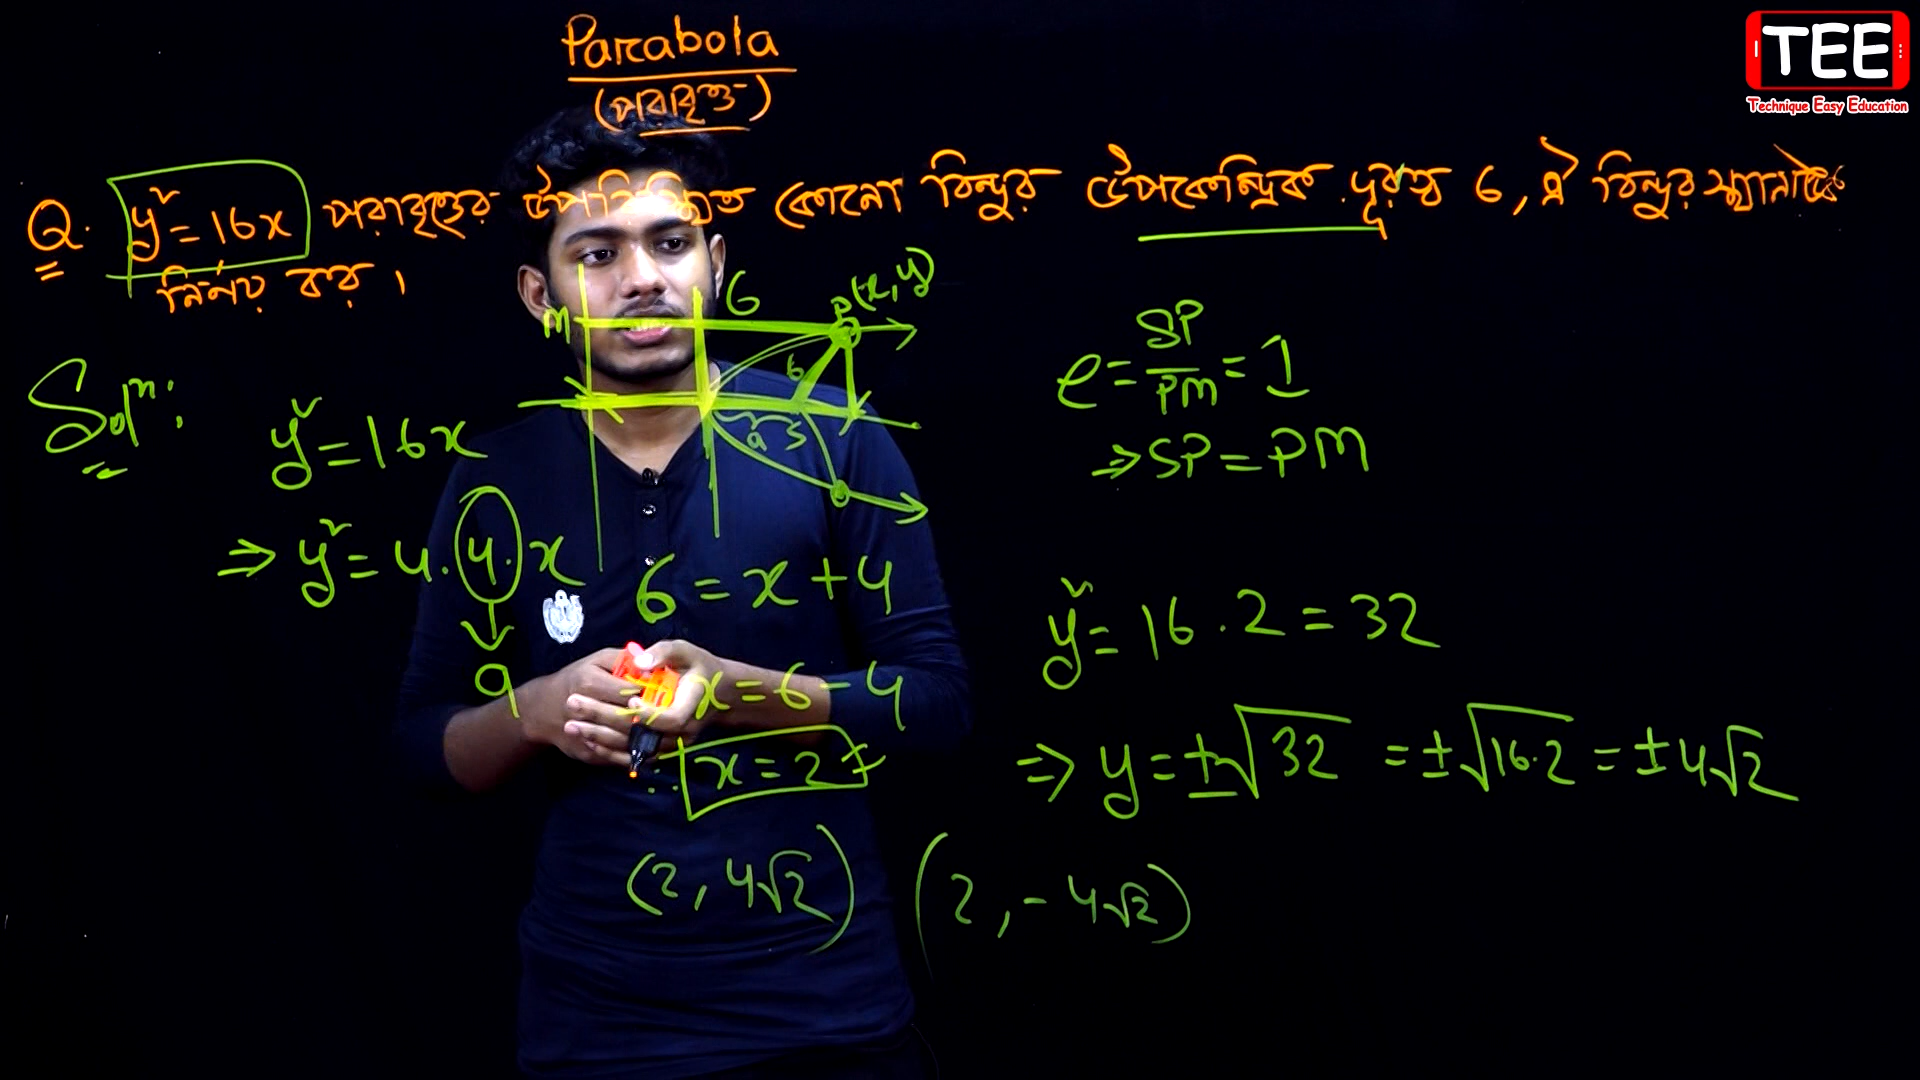 Parabola
(পরাবৃত্ত)
TEE
Technique Easy Education
Q. y² = 16x পরাবৃত্তের উপরিস্থিত কোনো বিন্দুর উপকেন্দ্রিক দূরত্ব 6, ঐ বিন্দুর স্থানাঙ্ক
নির্ণয় কর।
Solⁿ:
M 6 P(x, y)
6
a S
e = SP/PM = 1
⇒ SP = PM
y² = 16x
⇒ y² = 4.4.x
a
6 = x + 4
⇒ x = 6 - 4
∴ x = 2
y² = 16.2 = 32
⇒ y = ±√32 = ±√16.2 = ±4√2
(2, 4√2) (2, -4√2)